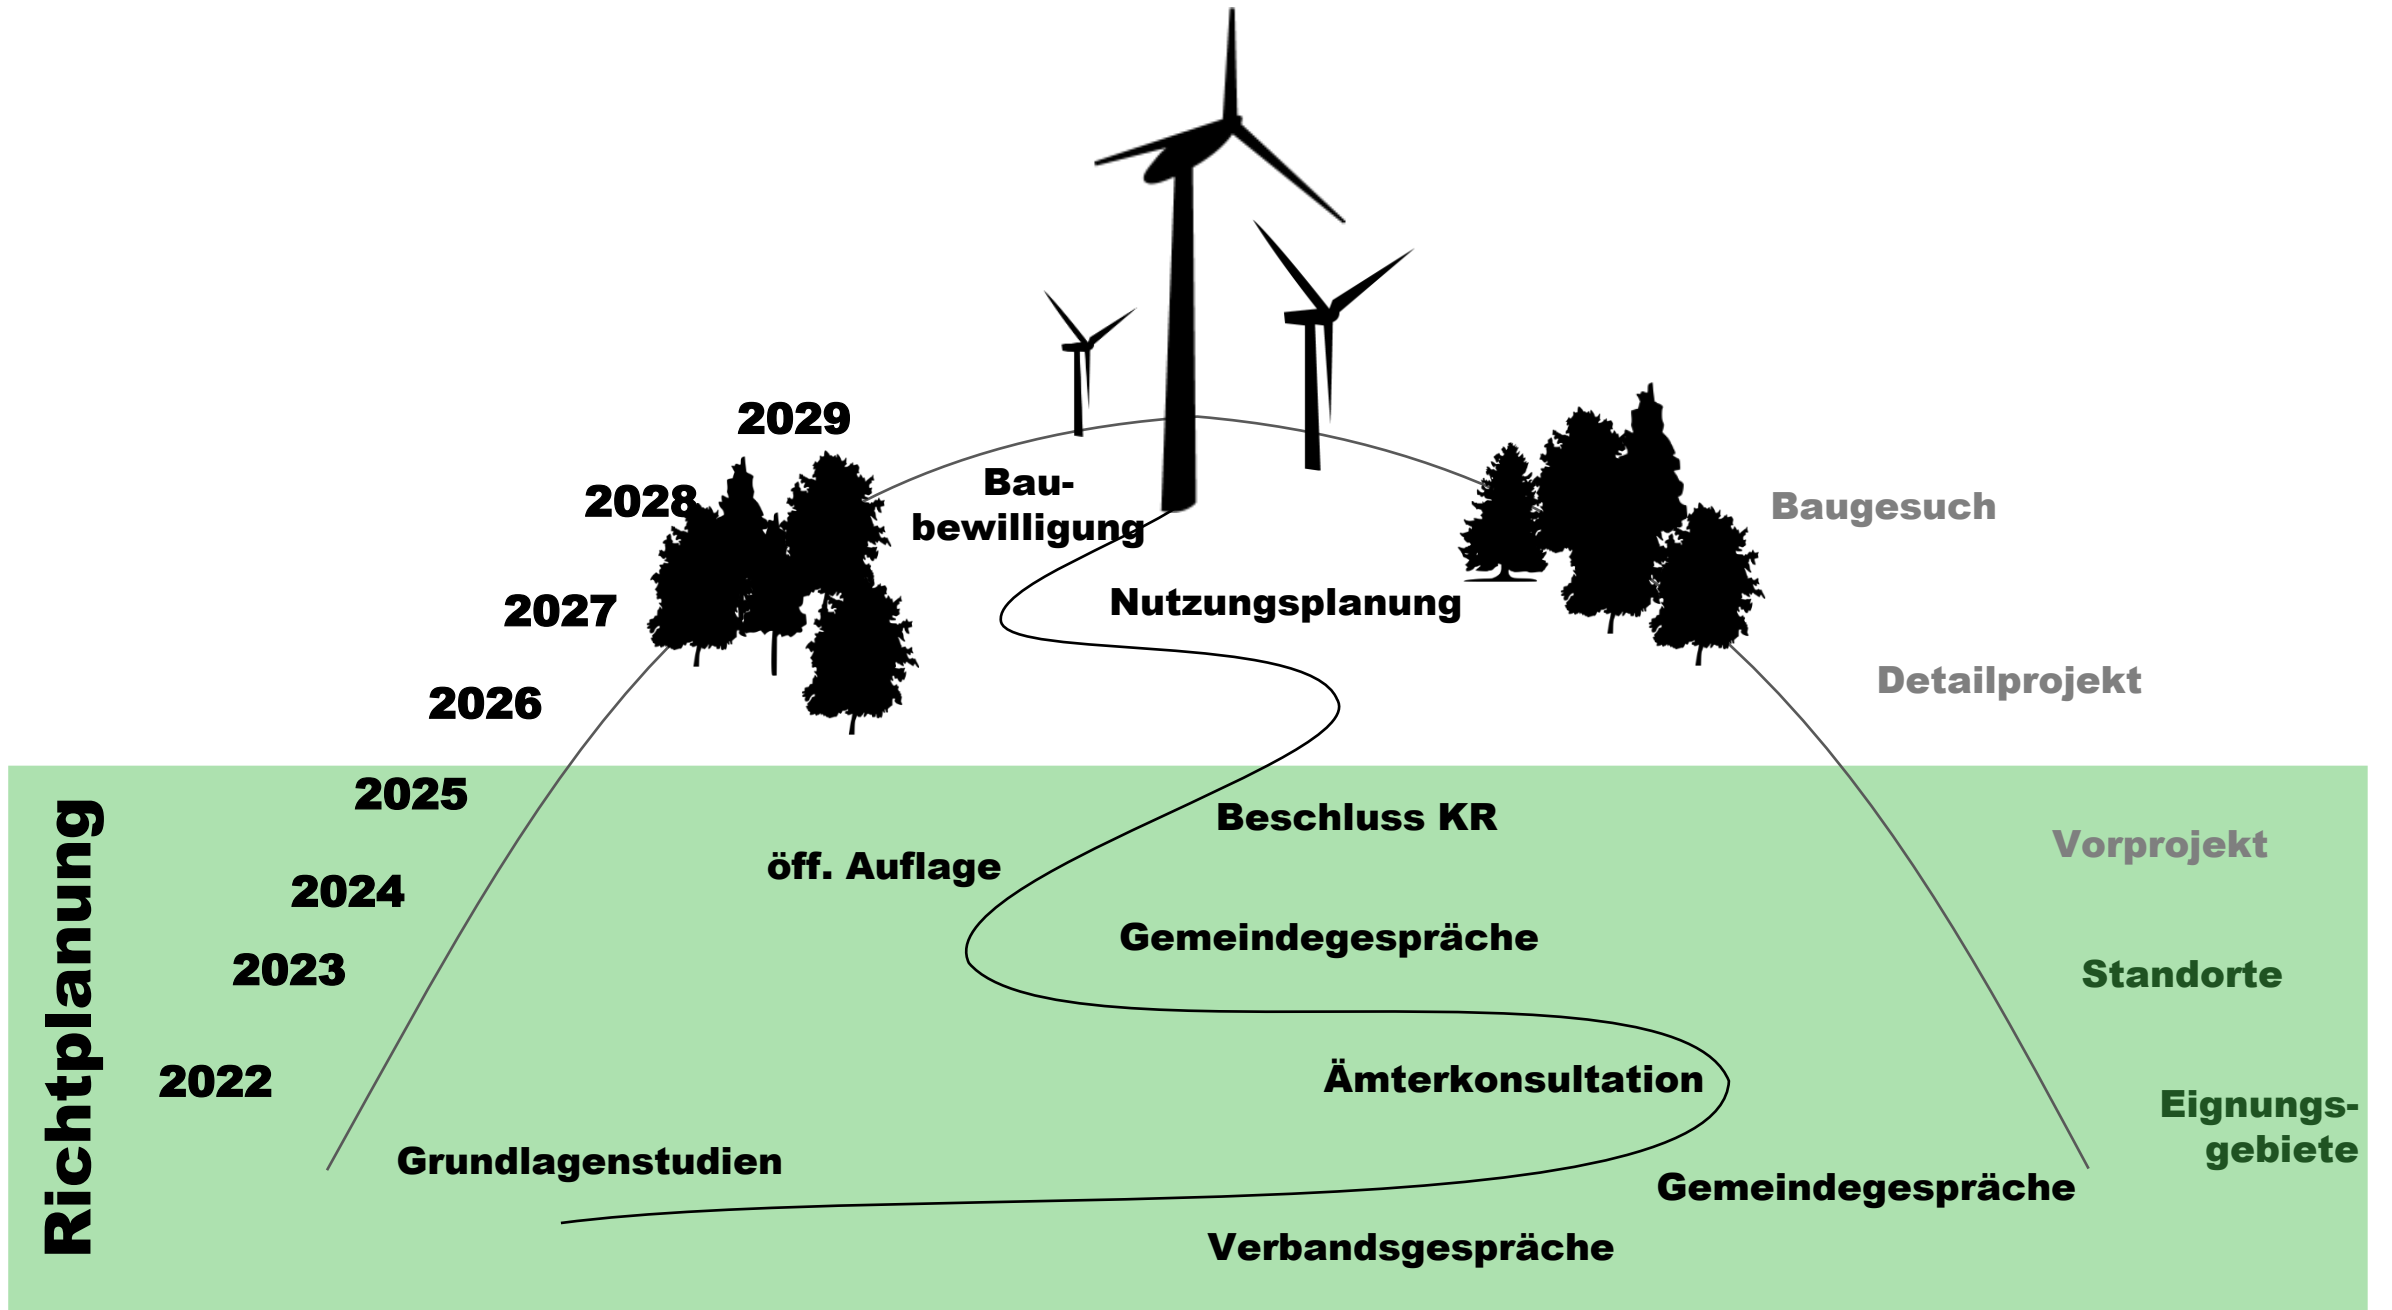 2029
Bau-
bewilligung
2028
Baugesuch
2027
Nutzungsplanung
Detailprojekt
2026
Richtplanung
2025
Beschluss KR
Vorprojekt
öff. Auflage
2024
Gemeindegespräche
2023
Standorte
2022
Ämterkonsultation
Eignungs-
gebiete
Grundlagenstudien
Gemeindegespräche
Verbandsgespräche